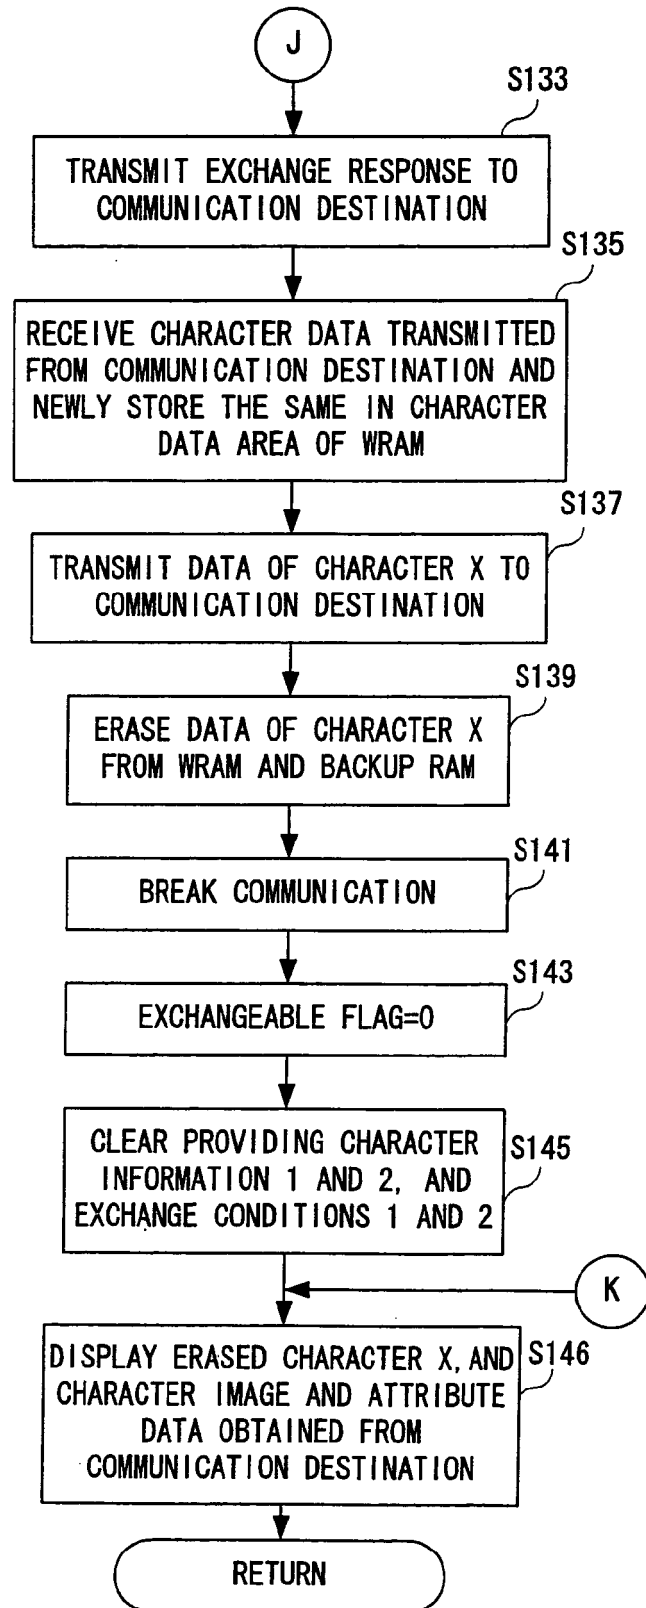 J
S133
TRANSMIT EXCHANGE RESPONSE TO
COMMUNICATION DESTINATION
S135
RECEIVE CHARACTER DATA TRANSMITTED
FROM COMMUNICATION DESTINATION AND
NEWLY STORE THE SAME IN CHARACTER
DATA AREA OF WRAM
S137
TRANSMIT DATA OF CHARACTER X TO
COMMUNICATION DESTINATION
S139
ERASE DATA OF CHARACTER X
FROM WRAM AND BACKUP RAM
S141
BREAK COMMUNICATION
S143
EXCHANGEABLE FLAG=0
S145
CLEAR PROVIDING CHARACTER
INFORMATION 1 AND 2, AND
EXCHANGE CONDITIONS 1 AND 2
K
S146
DISPLAY ERASED CHARACTER X, AND
CHARACTER IMAGE AND ATTRIBUTE
DATA OBTAINED FROM
COMMUNICATION DESTINATION
RETURN